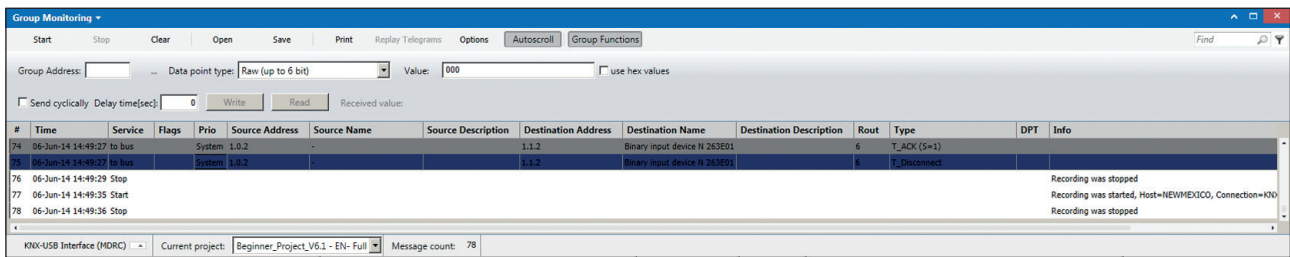 Group Monitoring
Start Stop Clear Open Save Print Replay Telegrams Options Autoscroll Group Functions Find
Group Address: ... Data point type: Raw (up to 6 bit) Value: 000 use hex values
Send cyclically Delay time[sec]: 0 Write Read Received value:
# Time Service Flags Prio Source Address Source Name Source Description Destination Address Destination Name Destination Description Rout Type DPT Info
74 06-Jun-14 14:49:27 to bus System 1.0.2 - 1.1.2 Binary input device N 263E01 6 T_ACK (S=1)
75 06-Jun-14 14:49:27 to bus System 1.0.2 - 1.1.2 Binary input device N 263E01 6 T_Disconnect
76 06-Jun-14 14:49:29 Stop Recording was stopped
77 06-Jun-14 14:49:35 Start Recording was started, Host=NEWMEXICO, Connection=KNX
78 06-Jun-14 14:49:36 Stop Recording was stopped
KNX-USB Interface (MDRC) Current project: Beginner_Project_V6.1 - EN- Full Message count: 78